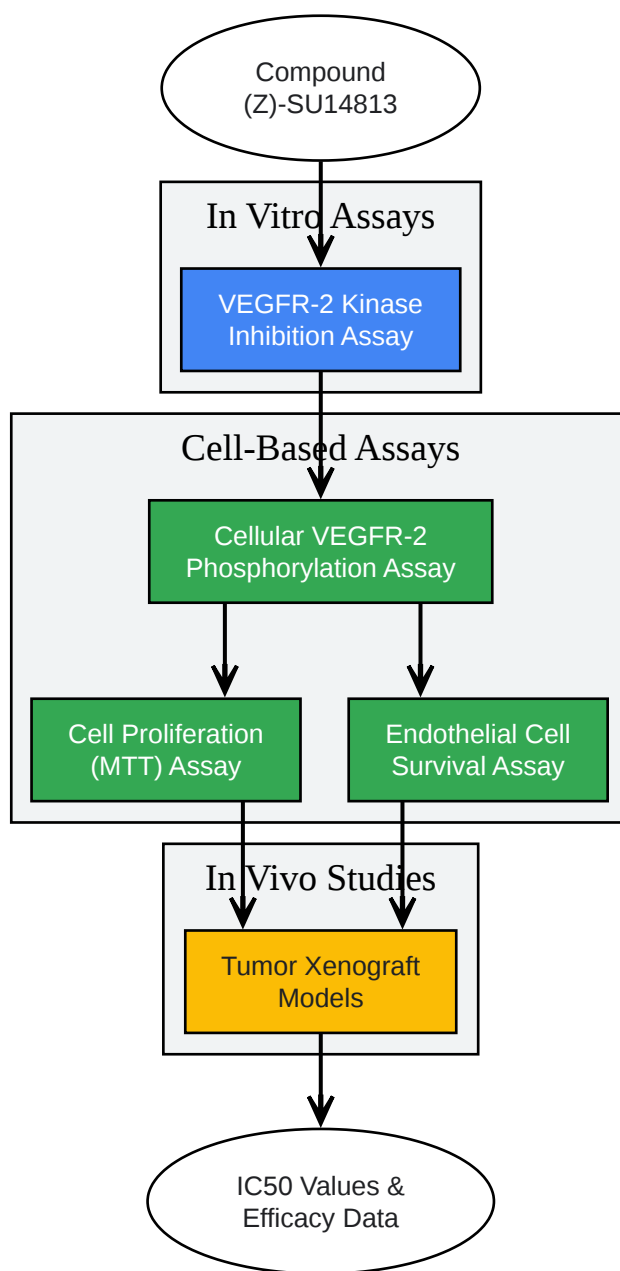 Compound
(Z)-SU14813
In Vitro Assays
VEGFR-2 Kinase
Inhibition Assay
Cell-Based Assays
Cellular VEGFR-2
Phosphorylation Assay
Cell Proliferation
(MTT) Assay
Endothelial Cell
Survival Assay
In Vivo Studies
Tumor Xenograft
Models
IC50 Values &
Efficacy Data